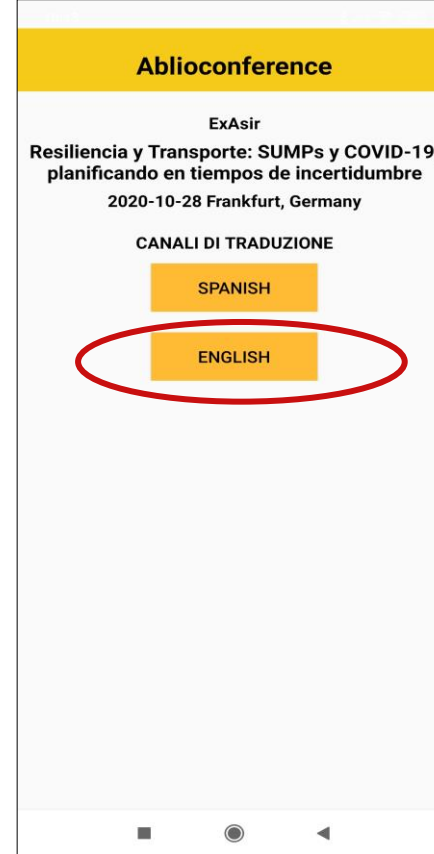 Ablioconference
ExAsir
Resiliencia y Transporte: SUMPs y COVID-19
planificando en tiempos de incertidumbre
2020-10-28 Frankfurt, Germany
CANALI DI TRADUZIONE
SPANISH
ENGLISH